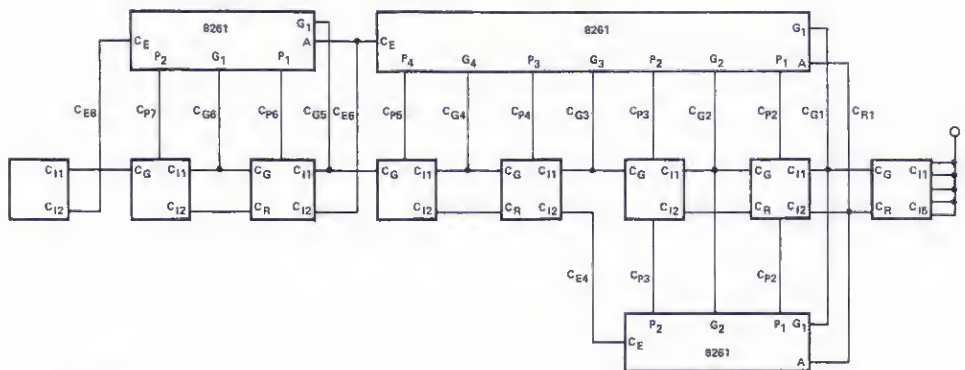 8261
G1
8261
G1
CE
A
CE
A
P2 G1 P1
P4 G4 P3 G3 P2 G2 P1
CE8 CP7 CG6 CP6 CG5 CE6 CP5 CG4 CP4 CG3 CP3 CG2 CP2 CG1 CR1
CI1 CG CI1 CG CI1 CG CI1 CG CI1 CG CI1 CG CI1 CG CI1
CI2 CI2 CR CI2 CI2 CR CI2 CI2 CR CI2 CR CI5
CE4 CP3 CP2
P2 G2 P1 G1
CE
8261
A